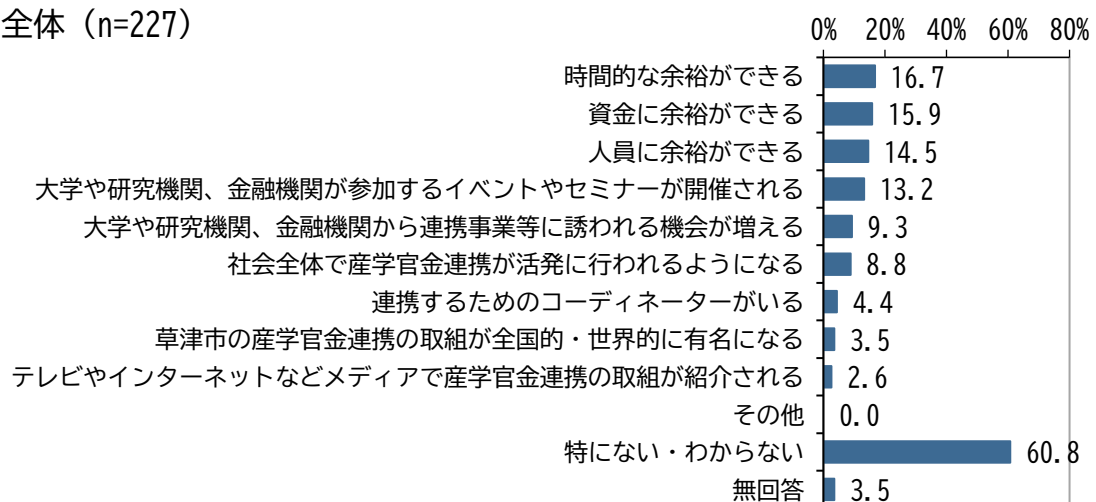 全体 (n=227)
0% 20% 40% 60% 80%
時間的な余裕ができる 16.7
資金に余裕ができる 15.9
人員に余裕ができる 14.5
大学や研究機関、金融機関が参加するイベントやセミナーが開催される 13.2
大学や研究機関、金融機関から連携事業等に誘われる機会が増える 9.3
社会全体で産学官金連携が活発に行われるようになる 8.8
連携するためのコーディネーターがいる 4.4
草津市の産学官金連携の取組が全国的・世界的に有名になる 3.5
テレビやインターネットなどメディアで産学官金連携の取組が紹介される 2.6
その他 0.0
特にない・わからない 60.8
無回答 3.5